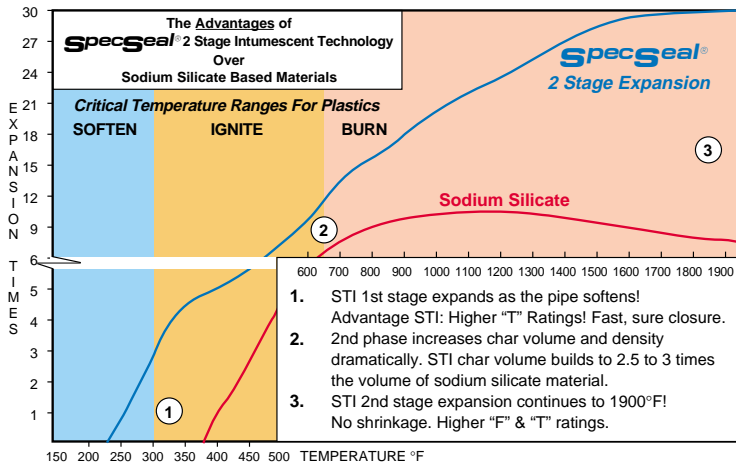 The Advantages of
SpecSeal® 2 Stage Intumescent Technology
Over
Sodium Silicate Based Materials
SpecSeal®
2 Stage Expansion
Critical Temperature Ranges For Plastics
SOFTEN IGNITE BURN
EXPANSION TIMES
30
27
24
21
18
15
12
9
6
5
4
3
2
1
3
Sodium Silicate
2
600 700 800 900 1000 1200 1300 1400 1500 1600 1700 1800 1900
1. STI 1st stage expands as the pipe softens!
Advantage STI: Higher “T” Ratings! Fast, sure closure.
2. 2nd phase increases char volume and density
dramatically. STI char volume builds to 2.5 to 3 times
the volume of sodium silicate material.
3. STI 2nd stage expansion continues to 1900°F!
No shrinkage. Higher “F” & “T” ratings.
1
150 200 250 300 350 400 450 500 TEMPERATURE °F